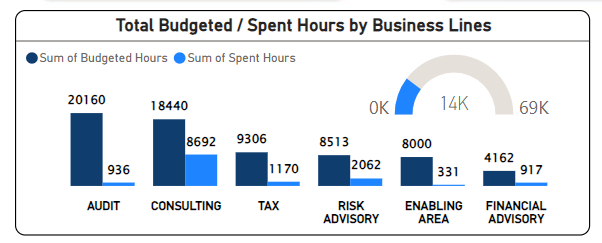 Total Budgeted / Spent Hours by Business Lines
Sum of Budgeted Hours Sum of Spent Hours
0K 14K 69K
20160 936
18440 8692
9306 1170
8513 2062
8000 331
4162 917
AUDIT
CONSULTING
TAX
RISK
ADVISORY
ENABLING
AREA
FINANCIAL
ADVISORY